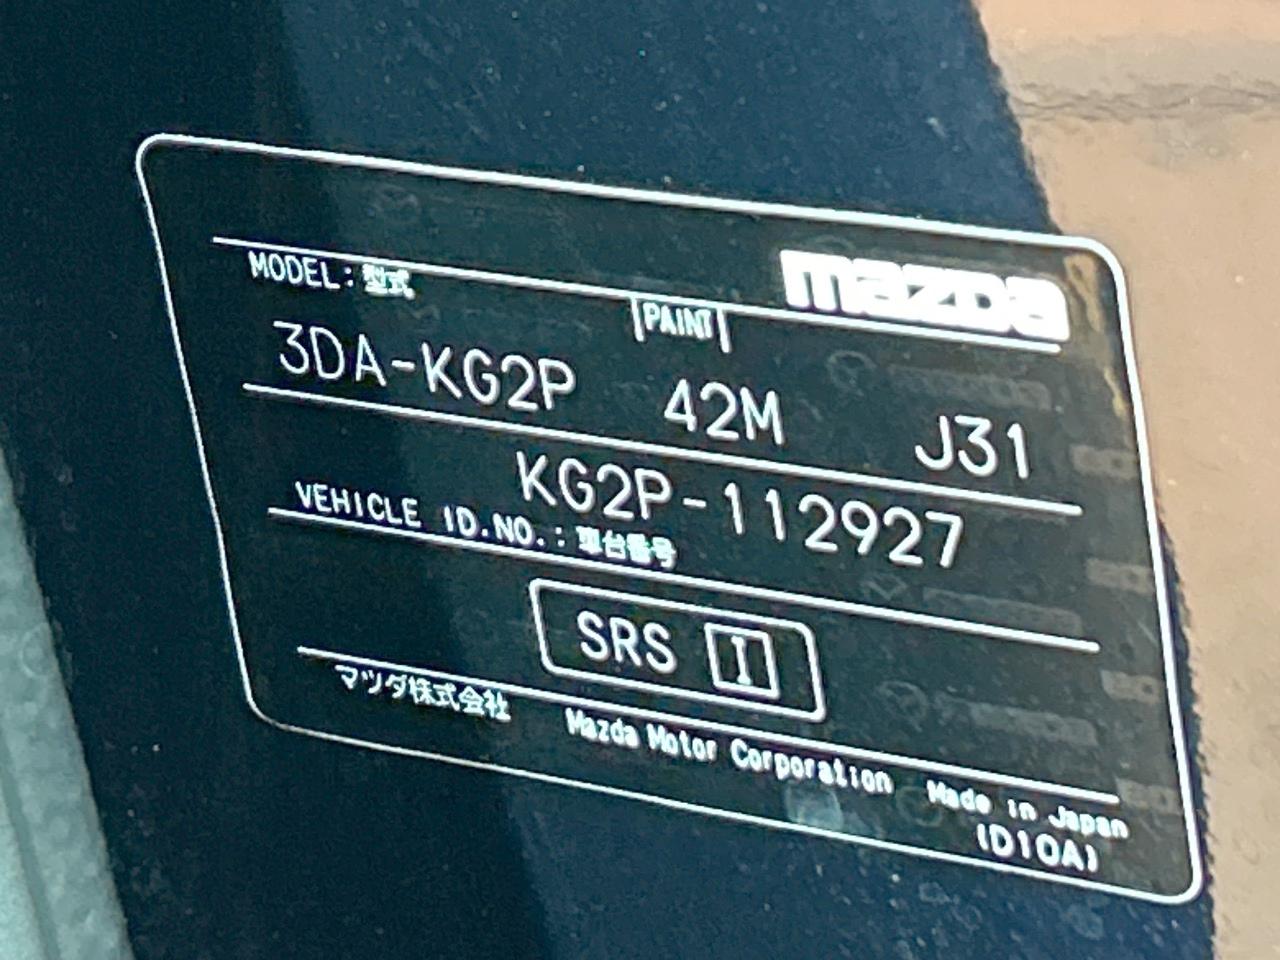 mazda
MODEL: 型式
PAINT
3DA-KG2P 42M J31
KG2P-112927
VEHICLE ID.NO.: 車台番号
SRS I
マツダ株式会社 Mazda Motor Corporation Made in Japan
(D10A)